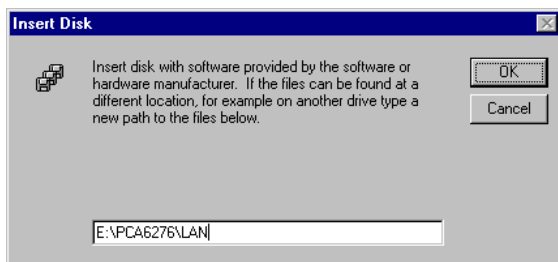 Insert Disk
Insert disk with software provided by the software or
hardware manufacturer. If the files can be found at a
different location, for example on another drive type a
new path to the files below.
OK
Cancel
E:\PCA6276\LAN